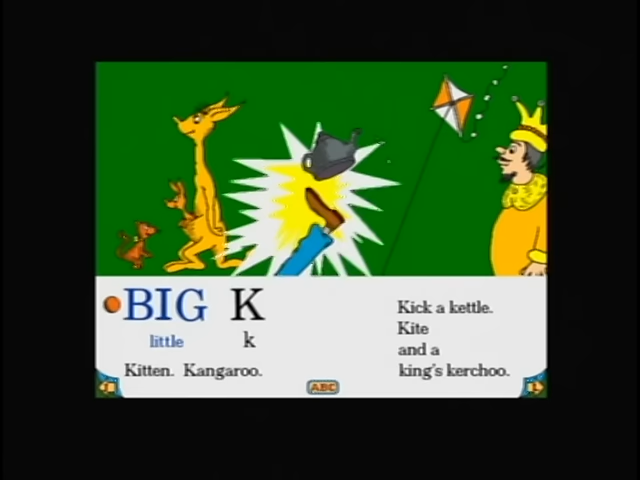 BIG K
little k
Kitten. Kangaroo.
Kick a kettle.
Kite
and a
king's kerchoo.
ABC